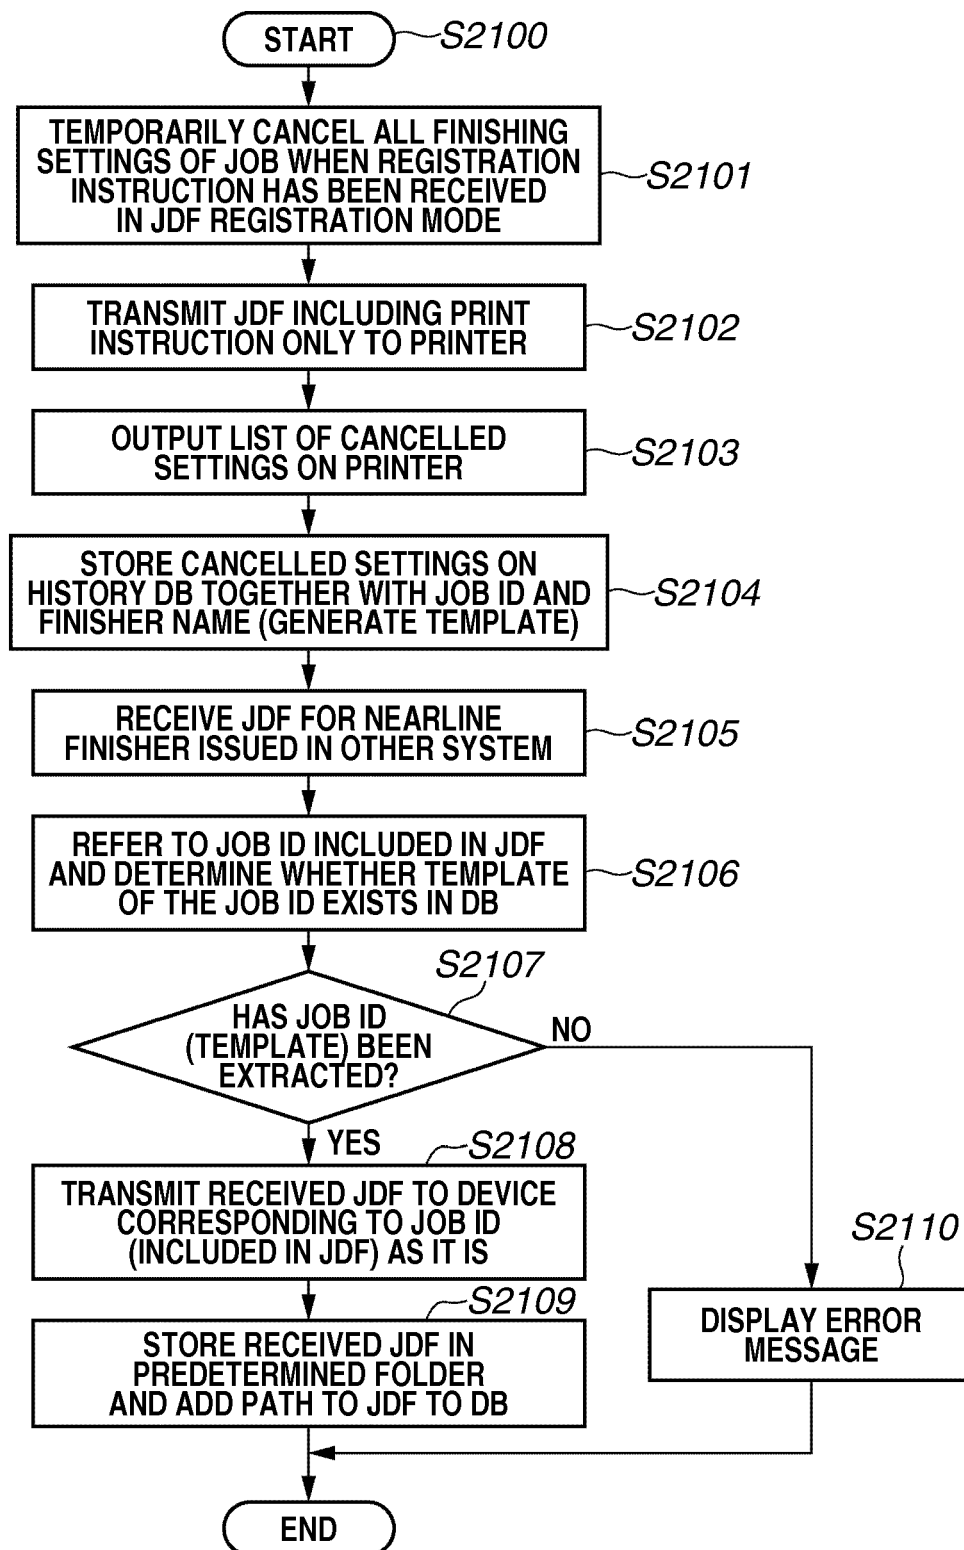 START
S2100
TEMPORARILY CANCEL ALL FINISHING
SETTINGS OF JOB WHEN REGISTRATION
INSTRUCTION HAS BEEN RECEIVED
IN JDF REGISTRATION MODE
S2101
TRANSMIT JDF INCLUDING PRINT
INSTRUCTION ONLY TO PRINTER
S2102
OUTPUT LIST OF CANCELLED
SETTINGS ON PRINTER
S2103
STORE CANCELLED SETTINGS ON
HISTORY DB TOGETHER WITH JOB ID AND
FINISHER NAME (GENERATE TEMPLATE)
S2104
RECEIVE JDF FOR NEARLINE
FINISHER ISSUED IN OTHER SYSTEM
S2105
REFER TO JOB ID INCLUDED IN JDF
AND DETERMINE WHETHER TEMPLATE
OF THE JOB ID EXISTS IN DB
S2106
S2107
HAS JOB ID
(TEMPLATE) BEEN
EXTRACTED?
NO
YES
S2108
TRANSMIT RECEIVED JDF TO DEVICE
CORRESPONDING TO JOB ID
(INCLUDED IN JDF) AS IT IS
S2110
DISPLAY ERROR
MESSAGE
S2109
STORE RECEIVED JDF IN
PREDETERMINED FOLDER
AND ADD PATH TO JDF TO DB
END